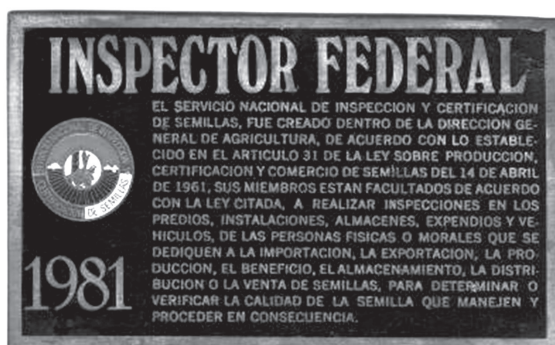 INSPECTOR FEDERAL
EL SERVICIO NACIONAL DE INSPECCION Y CERTIFICACION
DE SEMILLAS, FUE CREADO DENTRO DE LA DIRECCION GE-
NERAL DE AGRICULTURA, DE ACUERDO CON LO ESTABLE-
CIDO EN EL ARTICULO 31 DE LA LEY SOBRE PRODUCCION,
CERTIFICACION Y COMERCIO DE SEMILLAS DEL 14 DE ABRIL
DE 1961, SUS MIEMBROS ESTAN FACULTADOS DE ACUERDO
CON LA LEY CITADA, A REALIZAR INSPECCIONES EN LOS
PREDIOS, INSTALACIONES, ALMACENES, EXPENDIOS Y VE-
HICULOS, DE LAS PERSONAS FISICAS O MORALES QUE SE
DEDIQUEN A LA IMPORTACION, LA EXPORTACION, LA PRO-
DUCCION, EL BENEFICIO, EL ALMACENAMIENTO, LA DISTRI-
BUCION O LA VENTA DE SEMILLAS, PARA DETERMINAR O
VERIFICAR LA CALIDAD DE LA SEMILLA QUE MANEJEN Y
PROCEDER EN CONSECUENCIA.
DE SEMILLAS
1981